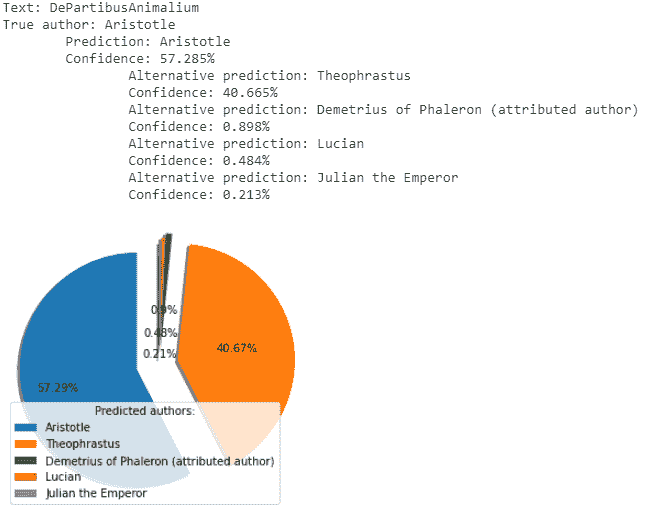 Text: DePartibusAnimalium
True author: Aristotle
Prediction: Aristotle
Confidence: 57.285%
Alternative prediction: Theophrastus
Confidence: 40.665%
Alternative prediction: Demetrius of Phaleron (attributed author)
Confidence: 0.898%
Alternative prediction: Lucian
Confidence: 0.484%
Alternative prediction: Julian the Emperor
Confidence: 0.213%
0.9%
0.48%
0.21%
40.67%
57.29%
Predicted authors:
Aristotle
Theophrastus
Demetrius of Phaleron (attributed author)
Lucian
Julian the Emperor